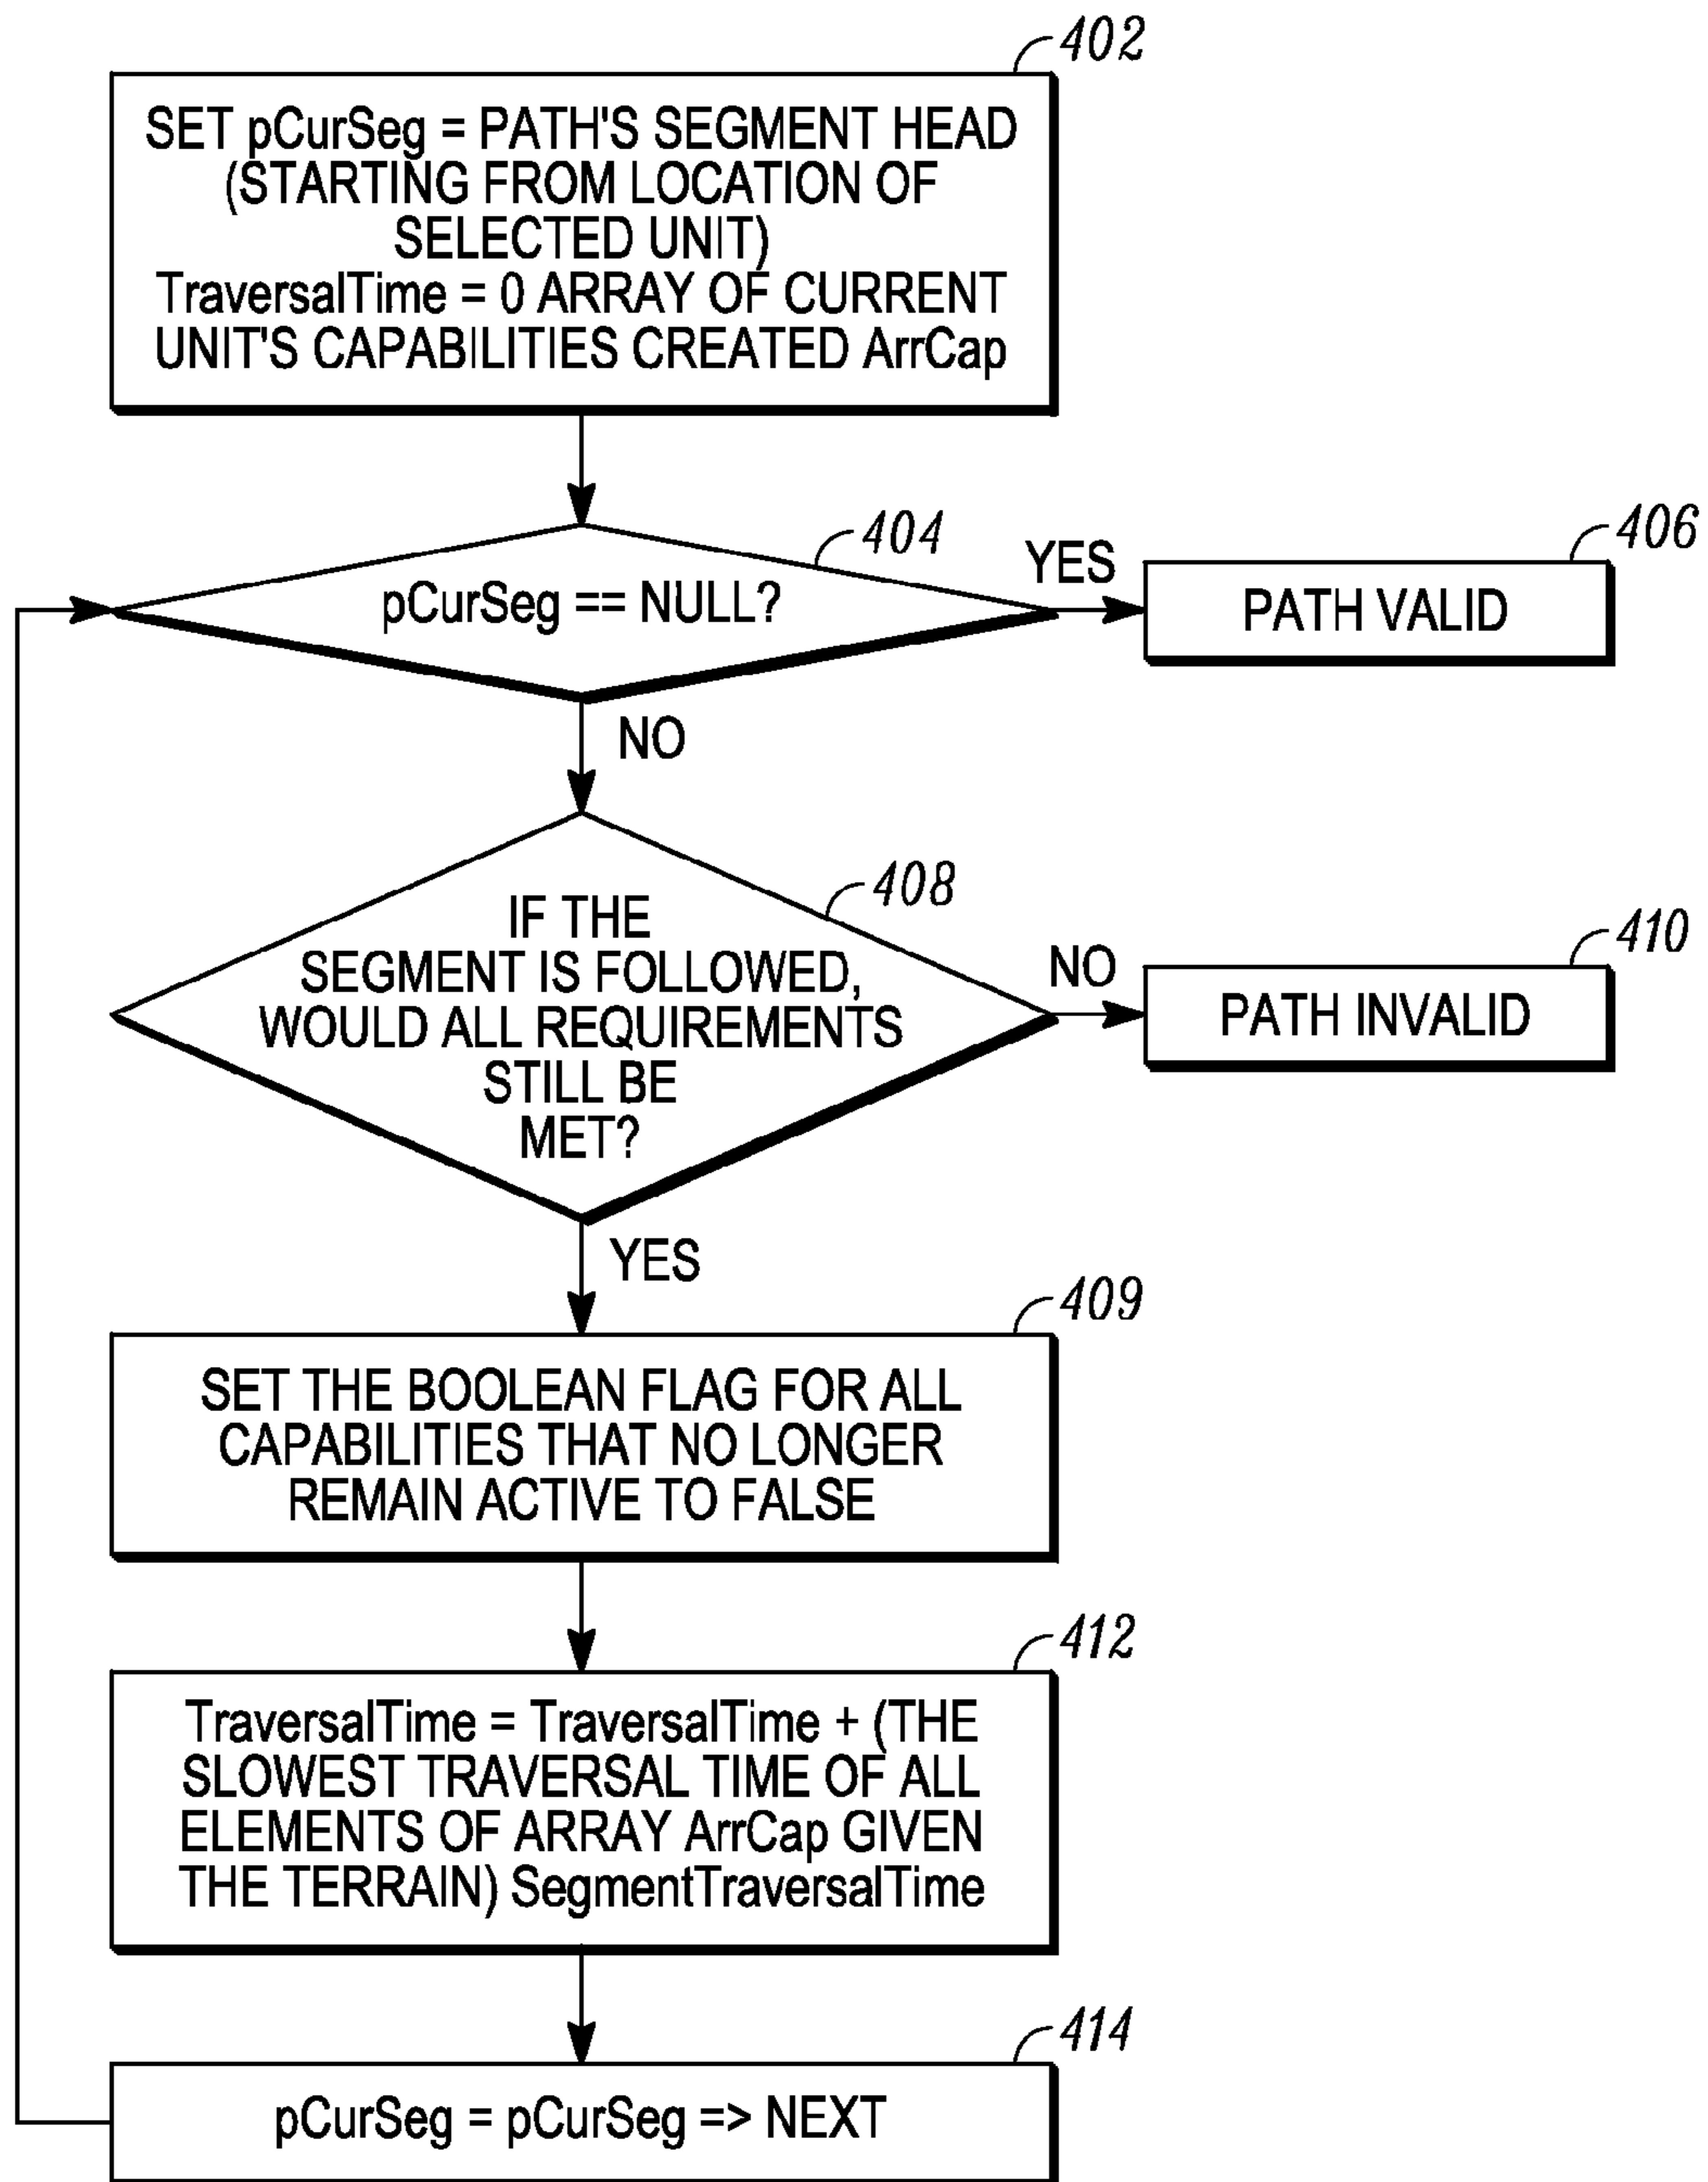 402
SET pCurSeg = PATH'S SEGMENT HEAD
(STARTING FROM LOCATION OF
SELECTED UNIT)
TraversalTime = 0 ARRAY OF CURRENT
UNIT'S CAPABILITIES CREATED ArrCap
404
pCurSeg == NULL?
YES
406
PATH VALID
NO
408
IF THE
SEGMENT IS FOLLOWED,
WOULD ALL REQUIREMENTS
STILL BE
MET?
NO
410
PATH INVALID
YES
409
SET THE BOOLEAN FLAG FOR ALL
CAPABILITIES THAT NO LONGER
REMAIN ACTIVE TO FALSE
412
TraversalTime = TraversalTime + (THE
SLOWEST TRAVERSAL TIME OF ALL
ELEMENTS OF ARRAY ArrCap GIVEN
THE TERRAIN) SegmentTraversalTime
414
pCurSeg = pCurSeg => NEXT